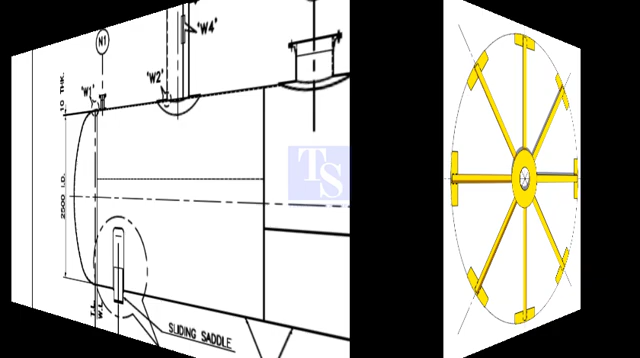 N1
"W4"
"W2"
"W1"
10 THK.
TS
2500 I.D.
T.L.
W.L.
SLIDING SADDLE